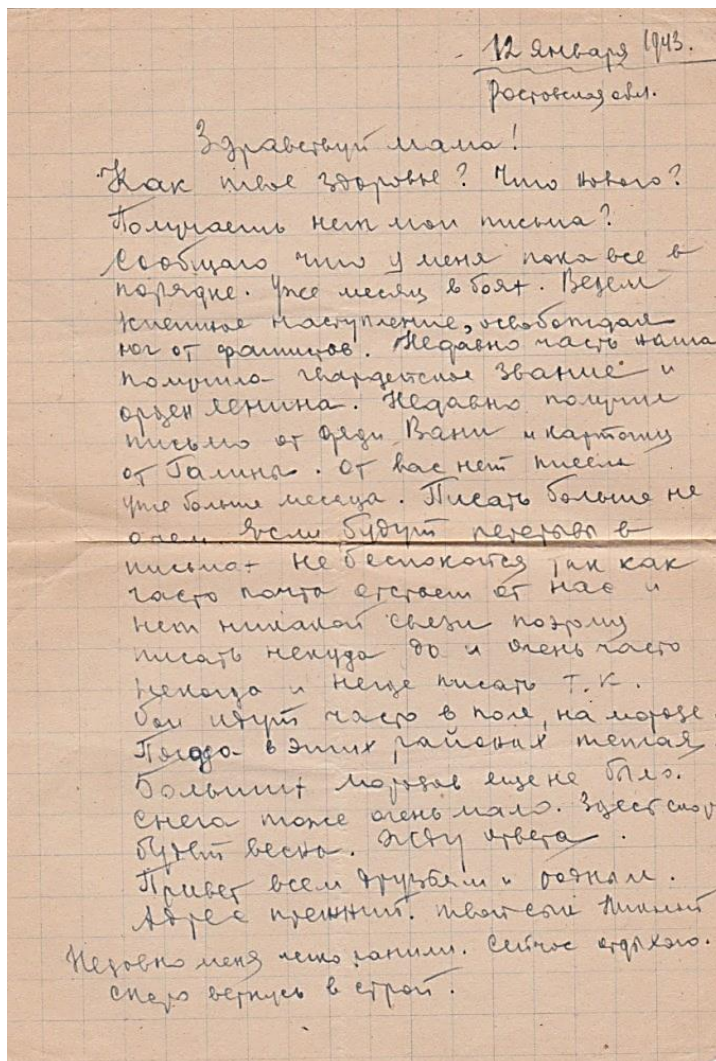 12 января 1943.
Ростовская обл.
Здравствуй мама!
Как твое здоровье? Что нового?
Получаешь нет мои письма?
Сообщаю что у меня пока все в
порядке. Уже месяц в боях. Ведем
успешное наступление, освобождая
юг от фашистов. Недавно часть наша
получила гвардейское звание и
орден Ленина. Недавно получил
письмо от дяди Вани и карточку
от Галины. От вас нет писем
уже больше месяца. Писать больше не
Если будут перерывы в
письмах не беспокойся так как
часто почта отстает от нас и
нет никакой связи поэтому
писать некуда да и очень часто
некогда и негде писать т.к.
бои идут часто в поле, на морозе.
Погода в этих районах теплая
Больших морозов еще не было.
Снега тоже очень мало. Здесь скоро
будет весна. Жду ответа.
Привет всем друзьям и родным.
Адрес прежний. твой сын
Недавно меня легко ранили. Сейчас отдыхаю.
Скоро вернусь в строй.